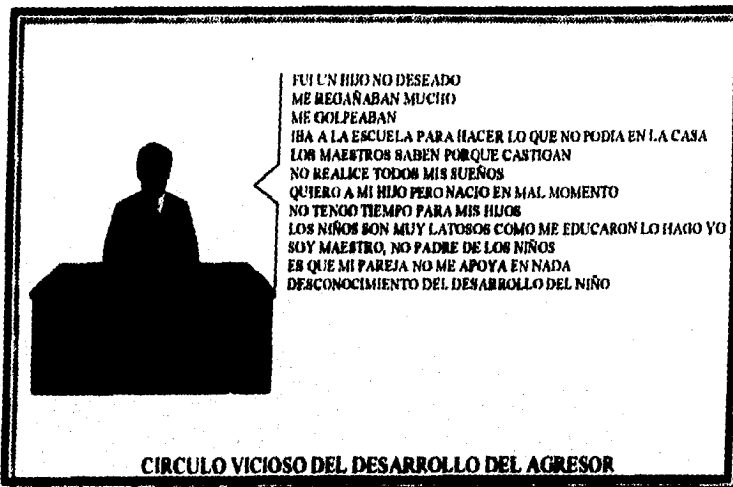 FUI UN HIJO NO DESEADO
ME REGAÑABAN MUCHO
ME GOLPEABAN
IBA A LA ESCUELA PARA HACER LO QUE NO PODIA EN LA CASA
LOS MAESTROS SABEN PORQUE CASTIGAN
NO REALICE TODOS MIS SUEÑOS
QUIERO A MI HIJO PERO NACIO EN MAL MOMENTO
NO TENGO TIEMPO PARA MIS HIJOS
LOS NIÑOS SON MUY LATOSOS COMO ME EDUCARON LO HAGO YO
SOY MAESTRO, NO PADRE DE LOS NIÑOS
ES QUE MI PAREJA NO ME APOYA EN NADA
DESCONOCIMIENTO DEL DESARROLLO DEL NIÑO
CIRCULO VICIOSO DEL DESARROLLO DEL AGRESOR